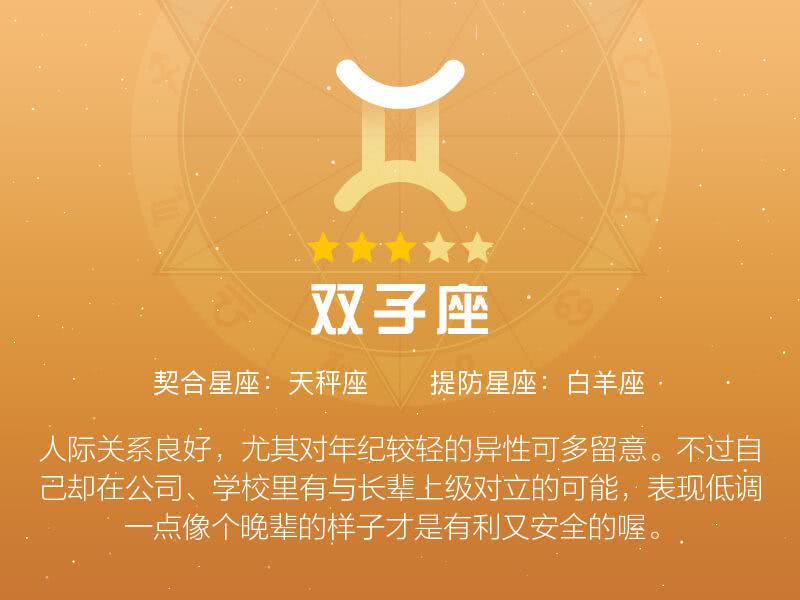 双子座
契合星座：天秤座 提防星座：白羊座
人际关系良好，尤其对年纪较轻的异性可多留意。不过自
己却在公司、学校里有与长辈上级对立的可能，表现低调
一点像个晚辈的样子才是有利又安全的喔。